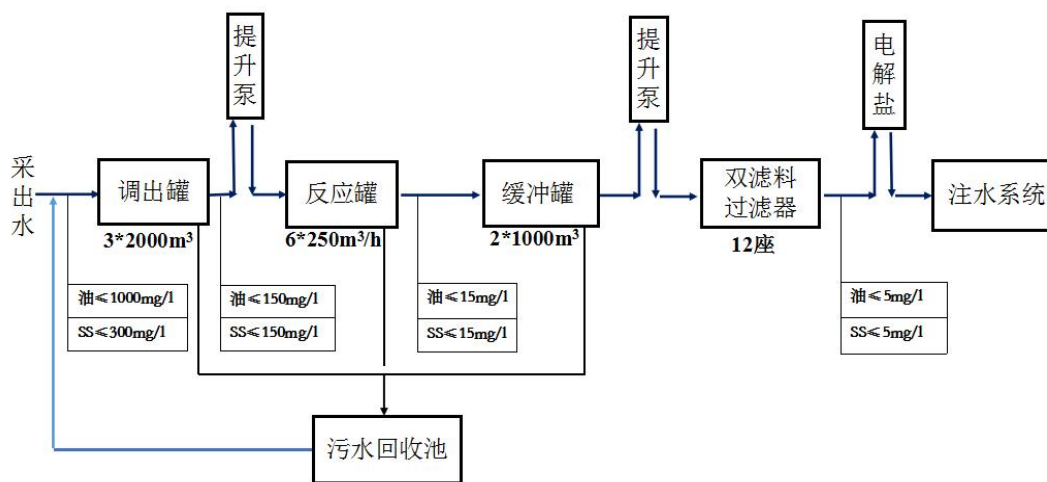 提升泵
提升泵
电解盐
采出水
调出罐
反应罐
缓冲罐
双滤料
过滤器
注水系统
3*2000m³
6*250m³/h
2*1000m³
12座
油≤1000mg/l
SS≤300mg/l
油≤150mg/l
SS≤150mg/l
油≤15mg/l
SS≤15mg/l
油≤5mg/l
SS≤5mg/l
污水回收池